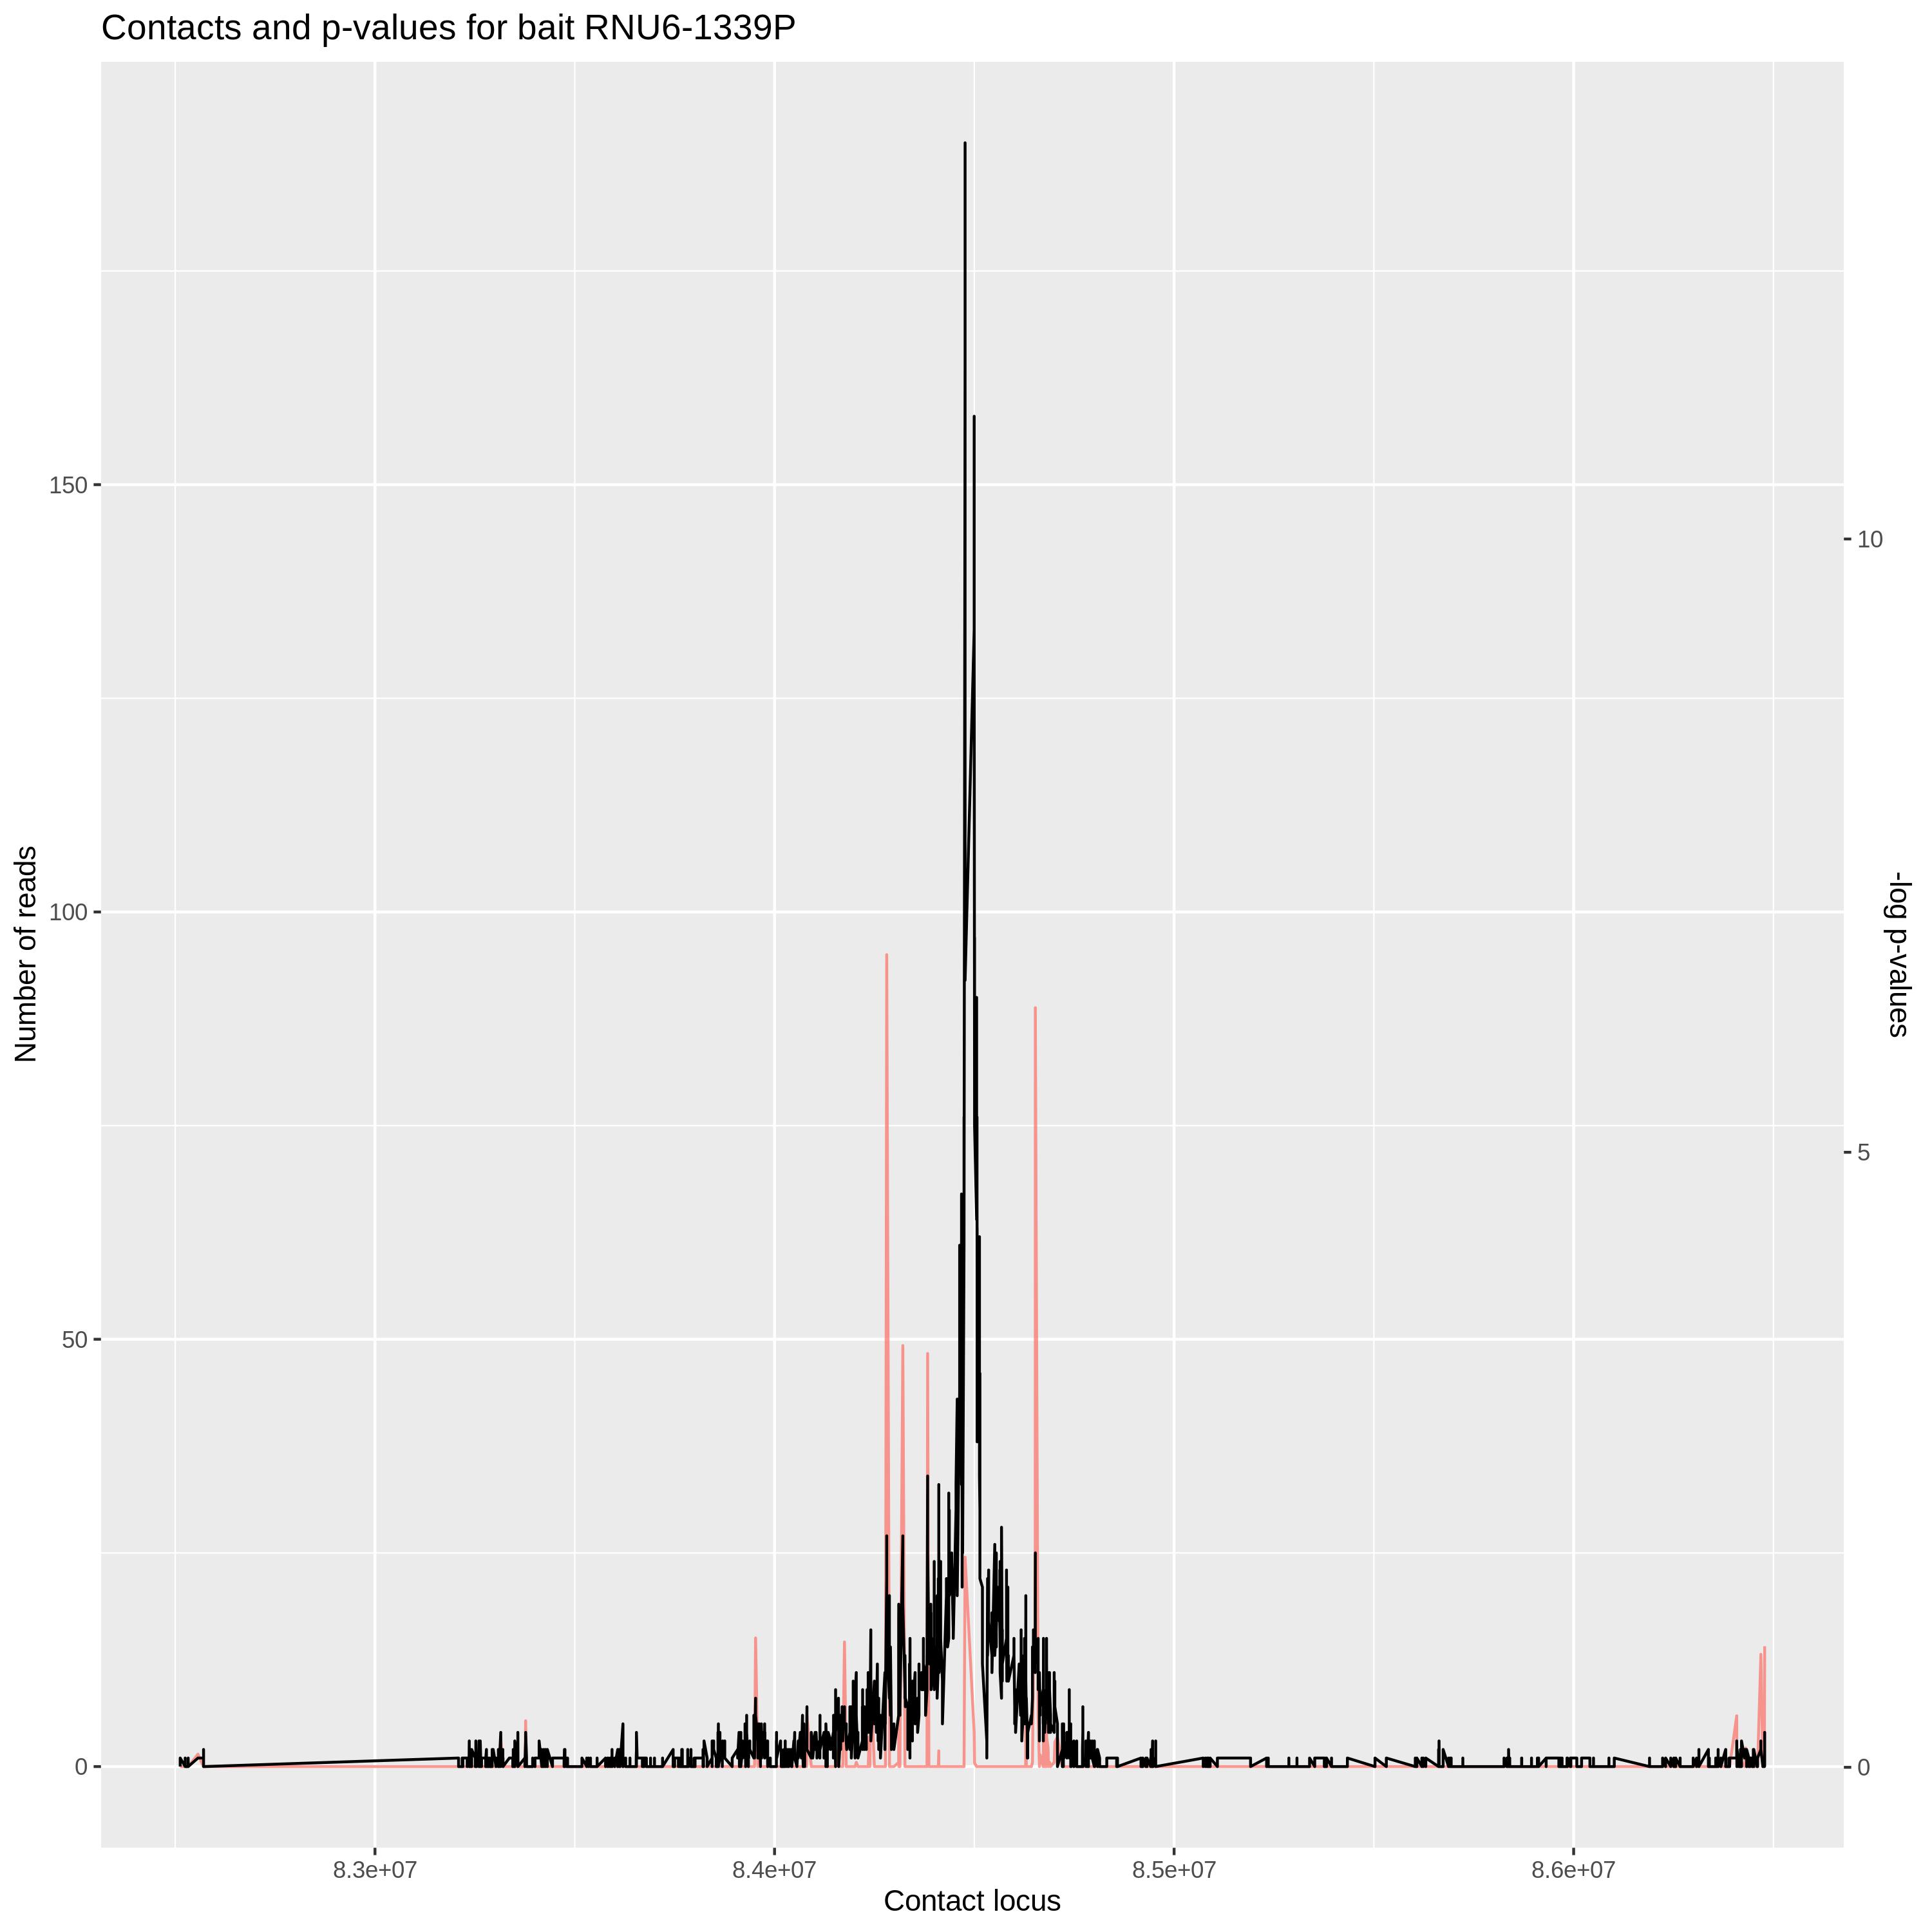 Contacts and p-values for bait RNU6-1339P
150
100
50
0
10
5
0
Number of reads
-log p-values
8.3e+07 8.4e+07 8.5e+07 8.6e+07
Contact locus